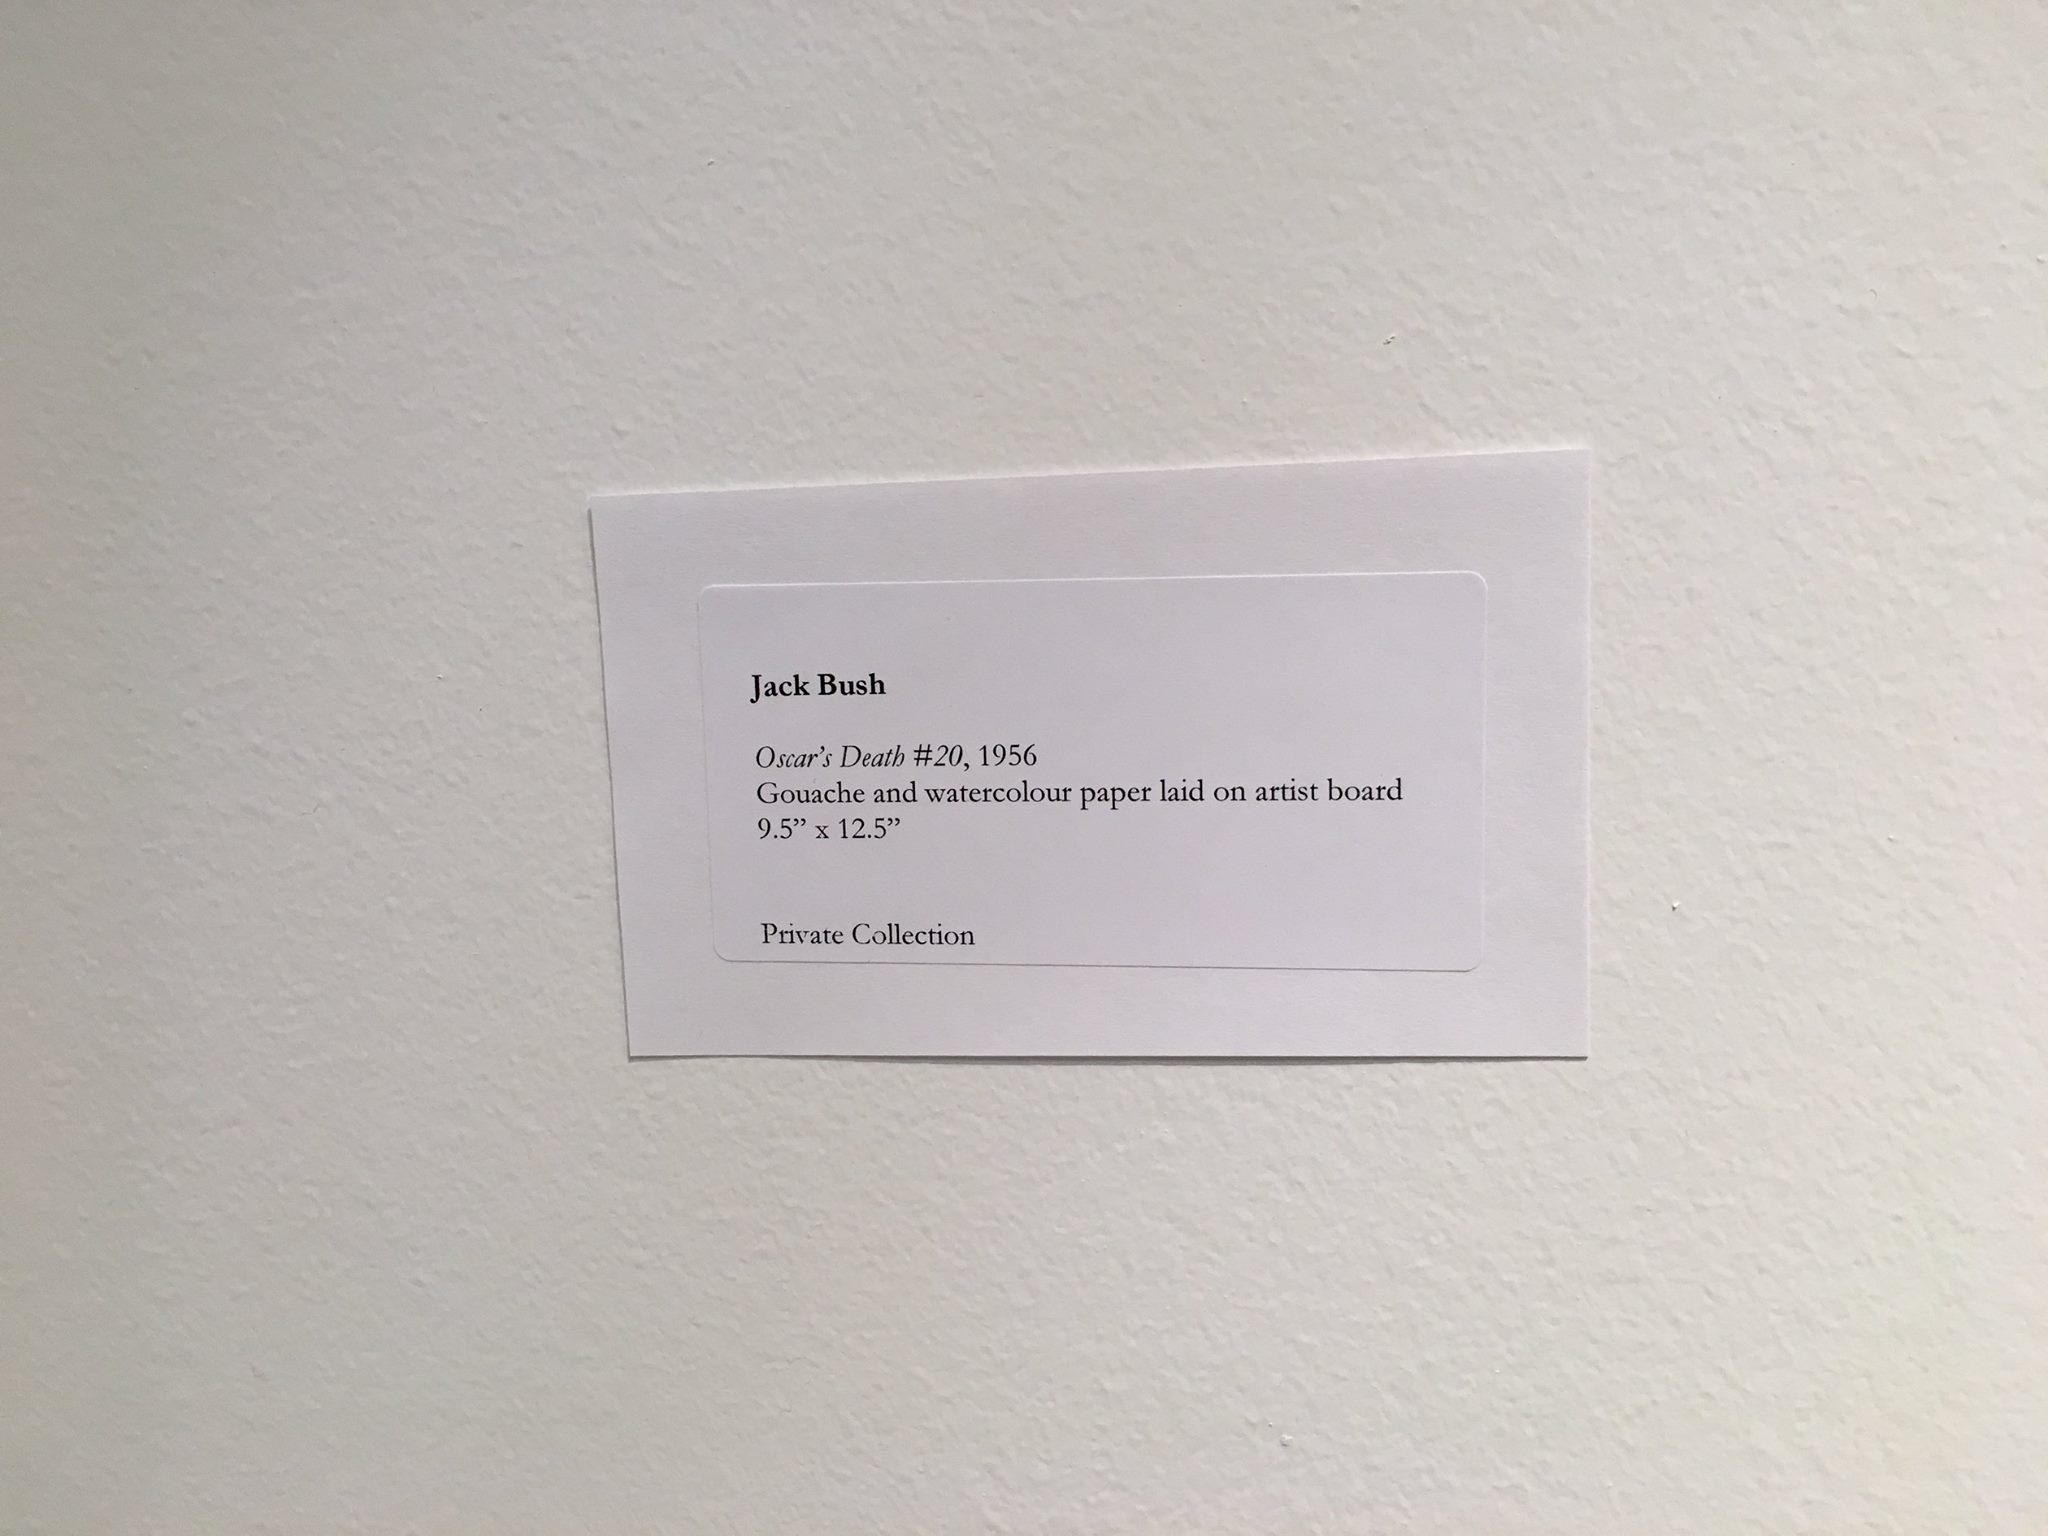 Jack Bush
Oscar’s Death #20, 1956
Gouache and watercolour paper laid on artist board
9.5” x 12.5”
Private Collection